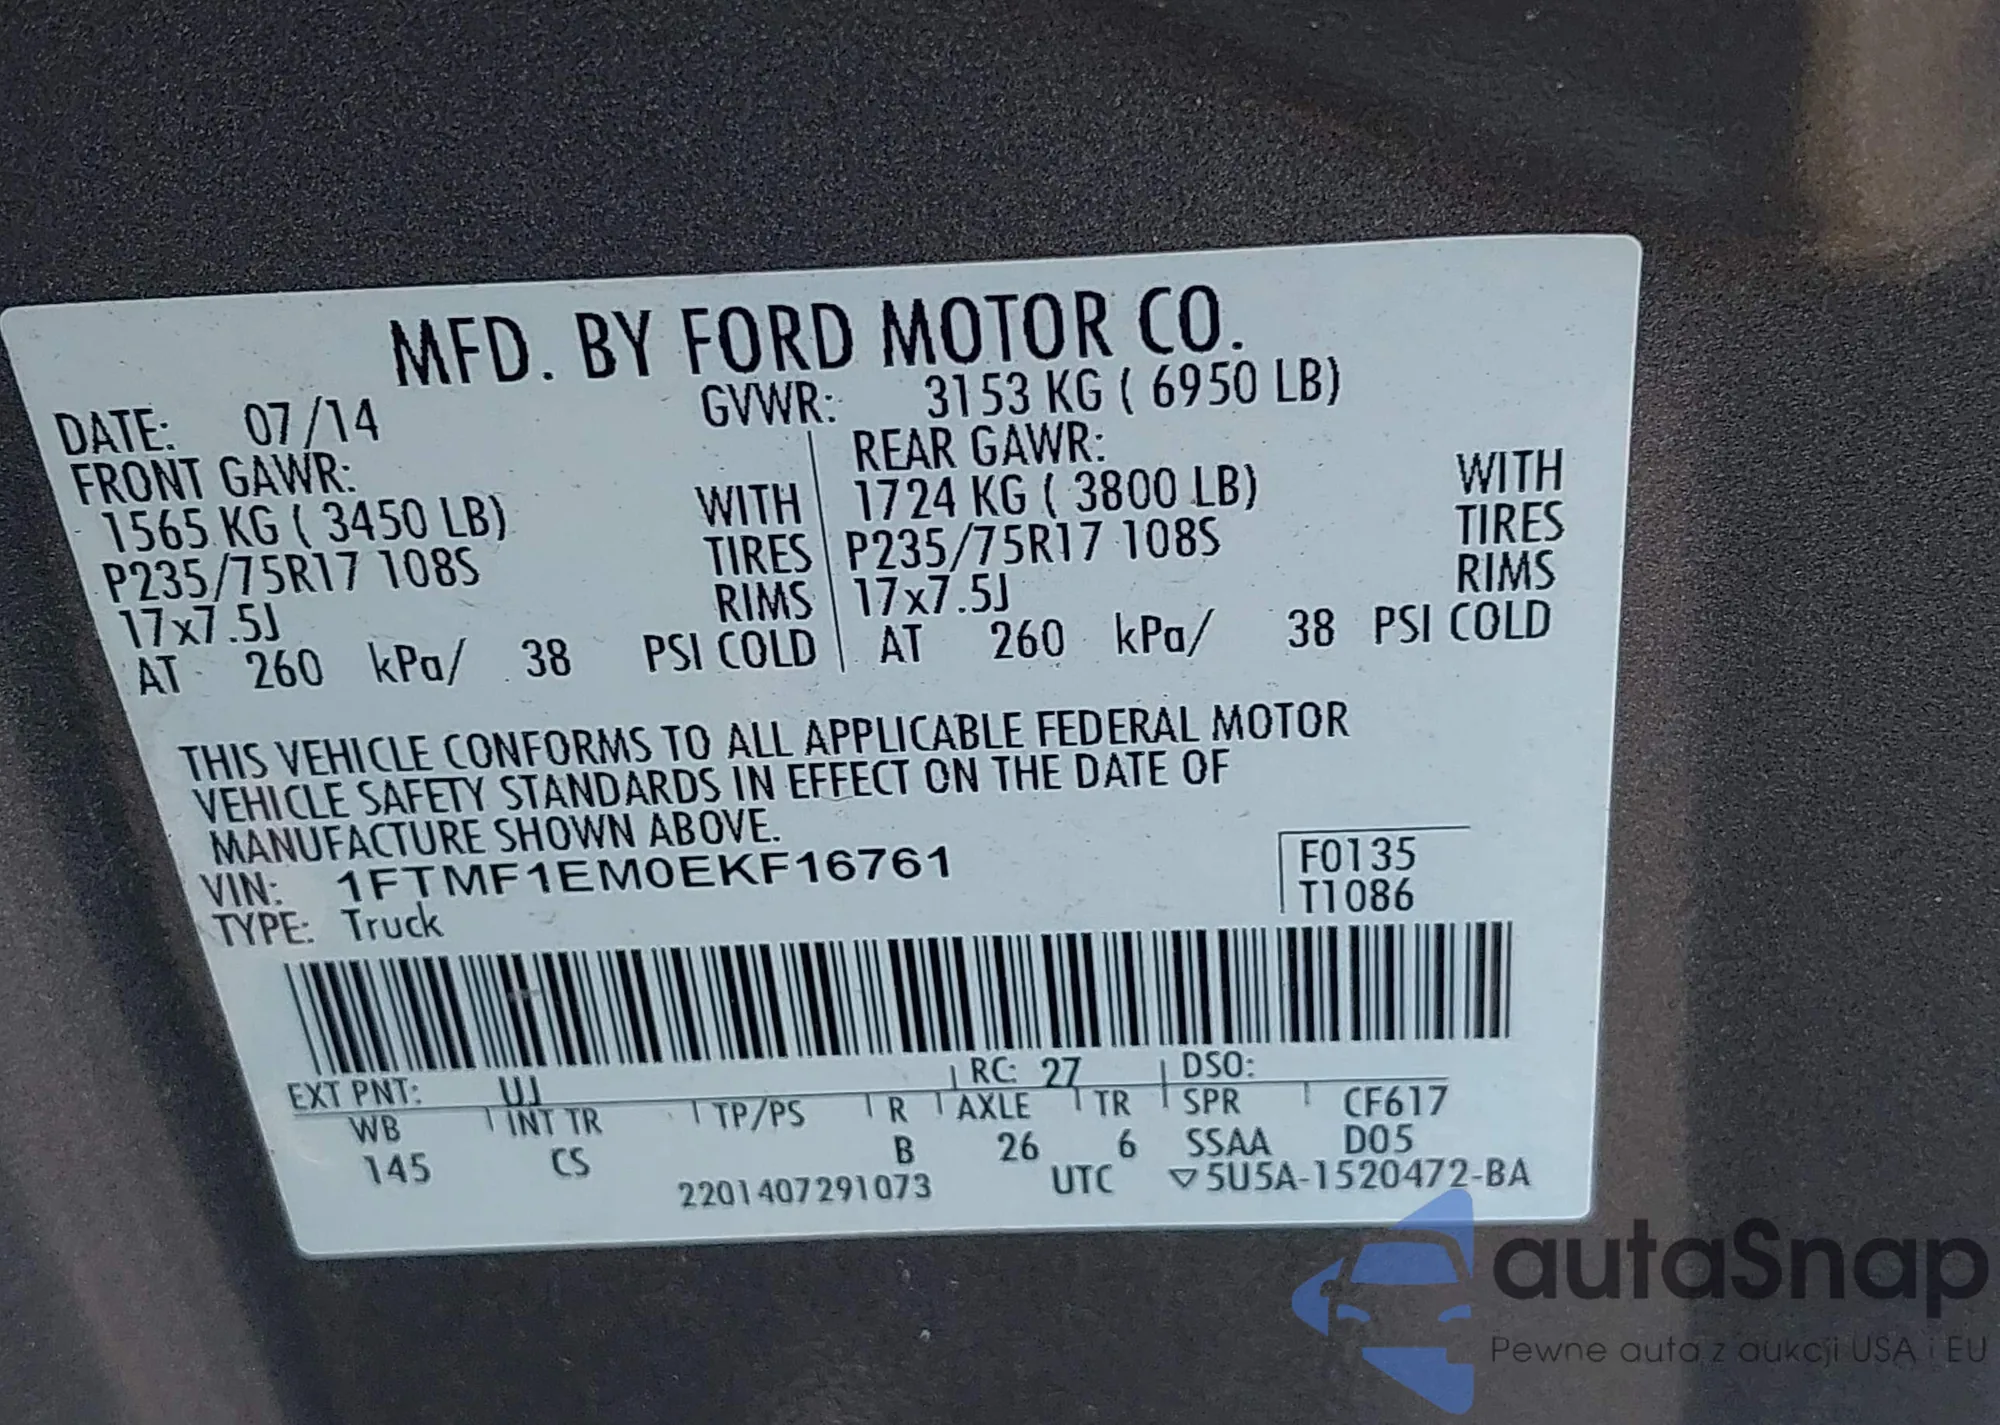 MFD. BY FORD MOTOR CO.
DATE: 07/14 GVWR: 3153 KG ( 6950 LB)
FRONT GAWR: REAR GAWR:
1565 KG ( 3450 LB) WITH 1724 KG ( 3800 LB) WITH
P235/75R17 108S TIRES P235/75R17 108S TIRES
17x7.5J RIMS 17x7.5J RIMS
AT 260 kPa/ 38 PSI COLD AT 260 kPa/ 38 PSI COLD
THIS VEHICLE CONFORMS TO ALL APPLICABLE FEDERAL MOTOR
VEHICLE SAFETY STANDARDS IN EFFECT ON THE DATE OF
MANUFACTURE SHOWN ABOVE.
VIN: 1FTMF1EM0EKF16761 F0135
TYPE: Truck T1086
EXT PNT: UJ RC: 27 DSO:
WB INT TR TP/PS R AXLE TR SPR CF617
145 CS B 26 6 SSAA D05
2201407291073 UTC ▽5U5A-1520472-BA
autaSnap
Pewne auta z aukcji USA i EU